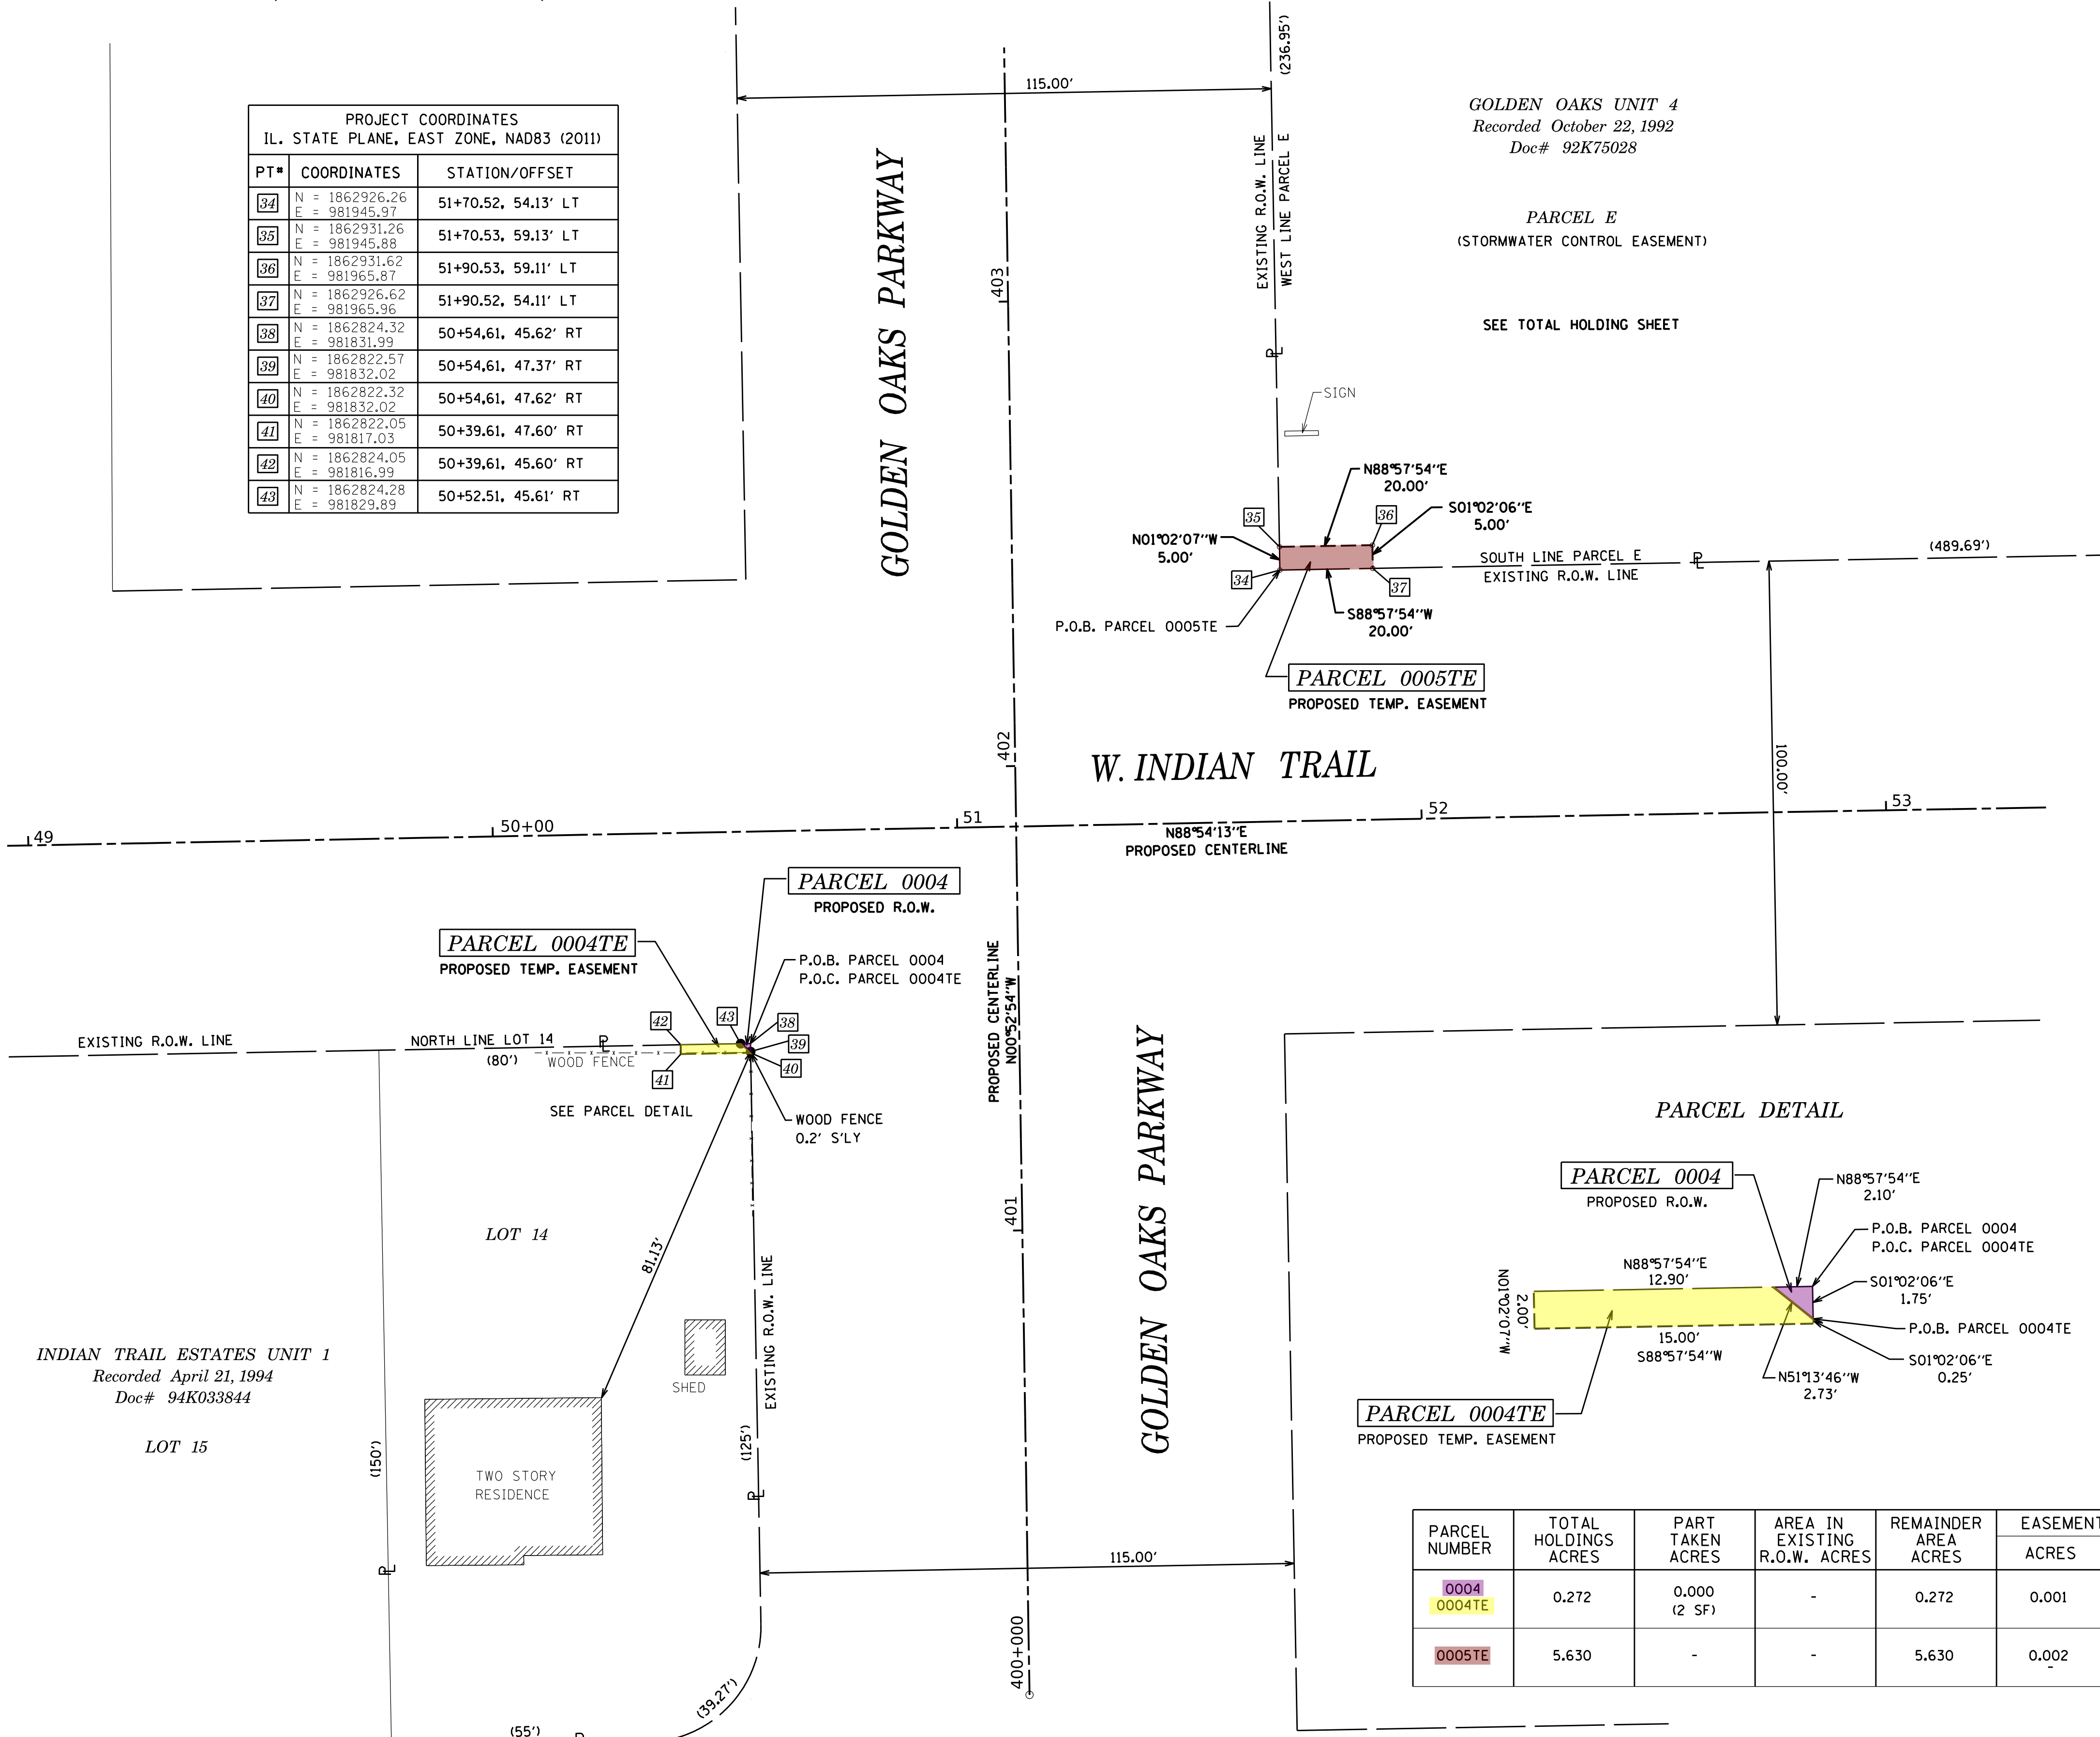 PROJECT COORDINATES
IL. STATE PLANE, EAST ZONE, NAD83 (2011)
PT# COORDINATES STATION/OFFSET
34 N = 1862926.26 E = 981945.97 51+70.52, 54.13' LT
35 N = 1862931.26 E = 981945.88 51+70.53, 59.13' LT
36 N = 1862931.62 E = 981965.87 51+90.53, 59.11' LT
37 N = 1862926.62 E = 981965.96 51+90.52, 54.11' LT
38 N = 1862824.32 E = 981831.99 50+54.61, 45.62' RT
39 N = 1862822.57 E = 981832.02 50+54.61, 47.37' RT
40 N = 1862822.32 E = 981832.02 50+54.61, 47.62' RT
41 N = 1862822.05 E = 981817.03 50+39.61, 47.60' RT
42 N = 1862824.05 E = 981816.99 50+39.61, 45.60' RT
43 N = 1862824.28 E = 981829.89 50+52.51, 45.61' RT
115.00'
(236.95')
GOLDEN OAKS UNIT 4
Recorded October 22, 1992
Doc# 92K75028
EXISTING R.O.W. LINE
WEST LINE PARCEL E
PARCEL E
(STORMWATER CONTROL EASEMENT)
SEE TOTAL HOLDING SHEET
GOLDEN OAKS PARKWAY
403
PL
SIGN
N88°57'54"E
20.00'
35
36
S01°02'06"E
5.00'
N01°02'07"W
5.00'
34
37
SOUTH LINE PARCEL E
PL
(489.69')
EXISTING R.O.W. LINE
S88°57'54"W
20.00'
P.O.B. PARCEL 0005TE
PARCEL 0005TE
PROPOSED TEMP. EASEMENT
402
W. INDIAN TRAIL
100.00'
49
50+00
51
52
53
N88°54'13"E
PROPOSED CENTERLINE
PARCEL 0004
PROPOSED R.O.W.
PARCEL 0004TE
PROPOSED TEMP. EASEMENT
P.O.B. PARCEL 0004
P.O.C. PARCEL 0004TE
PROPOSED CENTERLINE
N00°52'54"W
42
43
38
39
40
41
EXISTING R.O.W. LINE
NORTH LINE LOT 14
PL
(80')
WOOD FENCE
SEE PARCEL DETAIL
WOOD FENCE
0.2' S'LY
401
GOLDEN OAKS PARKWAY
LOT 14
81.13'
EXISTING R.O.W. LINE
SHED
INDIAN TRAIL ESTATES UNIT 1
Recorded April 21, 1994
Doc# 94K033844
LOT 15
(150')
PL
TWO STORY
RESIDENCE
(125')
PL
115.00'
400+000
(39.27')
(55')
PARCEL DETAIL
PARCEL 0004
PROPOSED R.O.W.
N88°57'54"E
2.10'
P.O.B. PARCEL 0004
P.O.C. PARCEL 0004TE
N88°57'54"E
12.90'
S01°02'06"E
1.75'
N01°02'07"W
2.00'
15.00'
S88°57'54"W
P.O.B. PARCEL 0004TE
S01°02'06"E
0.25'
N51°13'46"W
2.73'
PARCEL 0004TE
PROPOSED TEMP. EASEMENT
PARCEL NUMBER TOTAL HOLDINGS ACRES PART TAKEN ACRES AREA IN EXISTING R.O.W. ACRES REMAINDER AREA ACRES EASEMENT ACRES
0004 0004TE 0.272 0.000 (2 SF) - 0.272 0.001
0005TE 5.630 - - 5.630 0.002
-